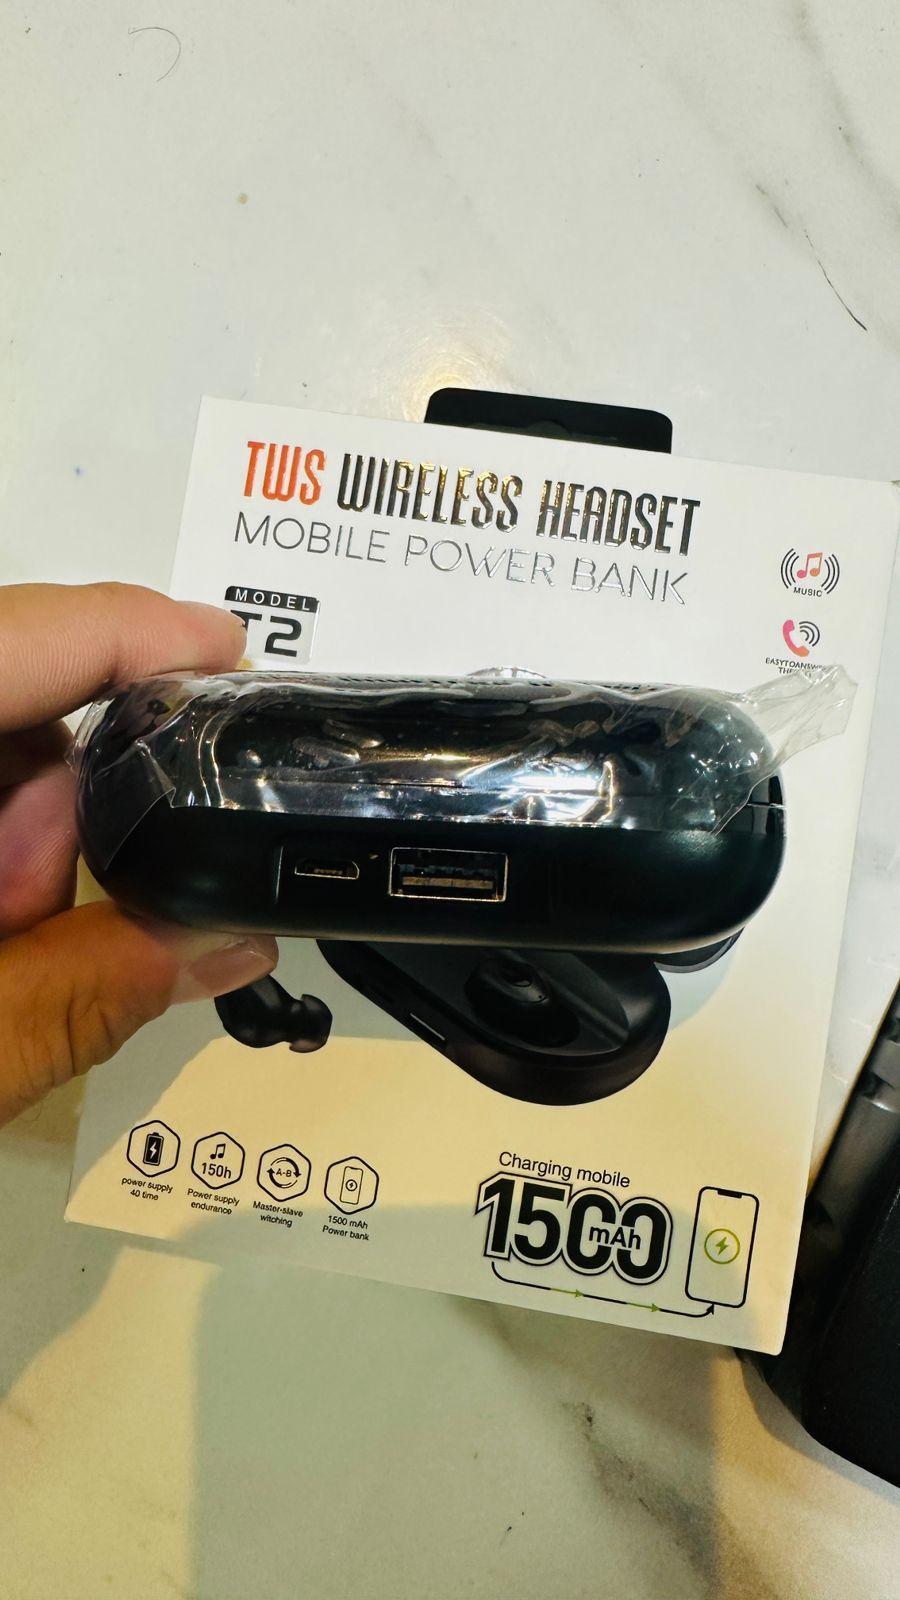 TWS WIRELESS HEADSET
MOBILE POWER BANK
MODEL
T2
MUSIC
power supply
40 time
150h
Power supply
endurance
A-B
Master-slave
witching
1500 mAh
Power bank
Charging mobile
1500
mAh